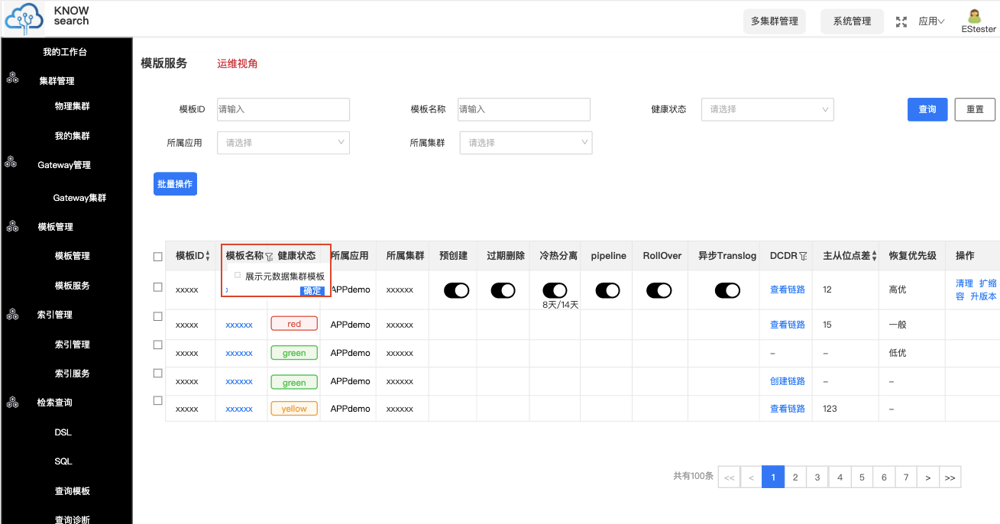 KNOW
search
多集群管理
系统管理
应用
EStester
我的工作台
集群管理
物理集群
我的集群
Gateway管理
Gateway集群
模板管理
模板管理
模板服务
索引管理
索引管理
索引服务
检索查询
DSL
SQL
查询模板
查询诊断
模版服务 运维视角
模板ID 请输入 模板名称 请输入 健康状态 请选择 查询 重置
所属应用 请选择 所属集群 请选择
批量操作
模板ID 模板名称 健康状态 所属应用 所属集群 预创建 过期删除 冷热分离 pipeline RollOver 异步Translog DCDR 主从位点差 恢复优先级 操作
展示元数据集群模板
确定
xxxxx APPdemo xxxxxx 8天/14天 查看链路 12 高优 清理 扩缩
容 升版本
xxxxx xxxxxx red APPdemo xxxxxx 查看链路 15 一般
xxxxx xxxxxx green APPdemo xxxxxx – – 低优
xxxxx xxxxxx green APPdemo xxxxxx 创建链路 – –
xxxxx xxxxxx yellow APPdemo xxxxxx 查看链路 123 –
共有100条 << < 1 2 3 4 5 6 7 > >>